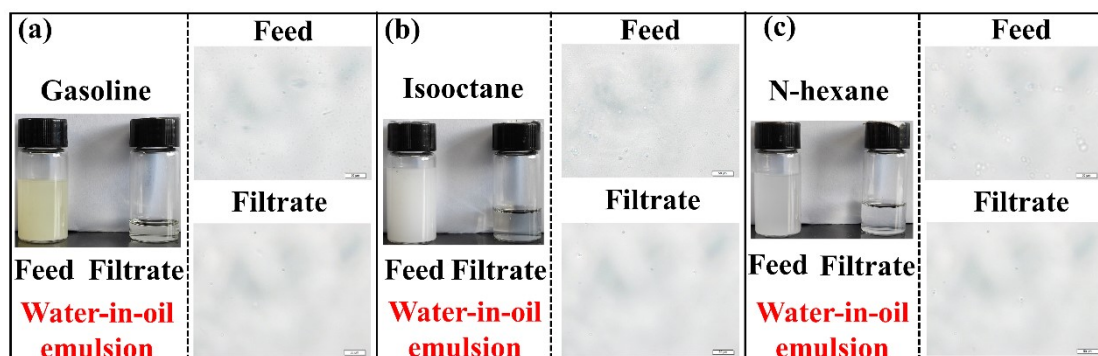 (a)
Gasoline
Feed Filtrate
Water-in-oil
emulsion
Feed
Filtrate
(b)
Isooctane
Feed Filtrate
Water-in-oil
emulsion
Feed
Filtrate
(c)
N-hexane
Feed Filtrate
Water-in-oil
emulsion
Feed
Filtrate